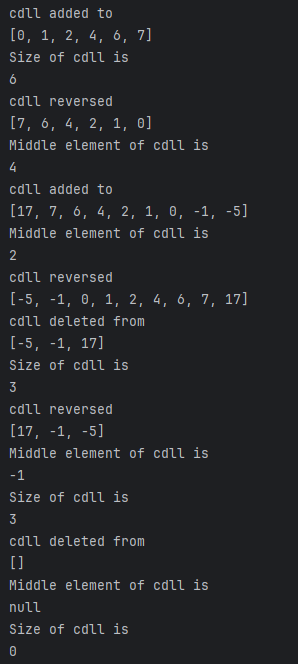 cdll added to
[0, 1, 2, 4, 6, 7]
Size of cdll is
6
cdll reversed
[7, 6, 4, 2, 1, 0]
Middle element of cdll is
4
cdll added to
[17, 7, 6, 4, 2, 1, 0, -1, -5]
Middle element of cdll is
2
cdll reversed
[-5, -1, 0, 1, 2, 4, 6, 7, 17]
cdll deleted from
[-5, -1, 17]
Size of cdll is
3
cdll reversed
[17, -1, -5]
Middle element of cdll is
-1
Size of cdll is
3
cdll deleted from
[]
Middle element of cdll is
null
Size of cdll is
0